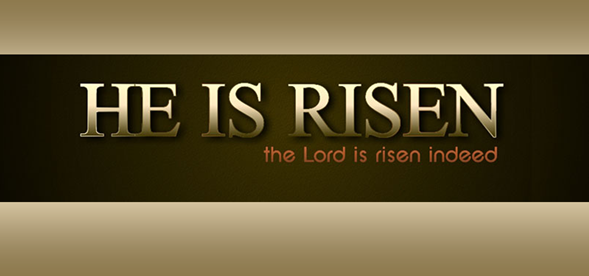 HE IS RISEN
the Lord is risen indeed